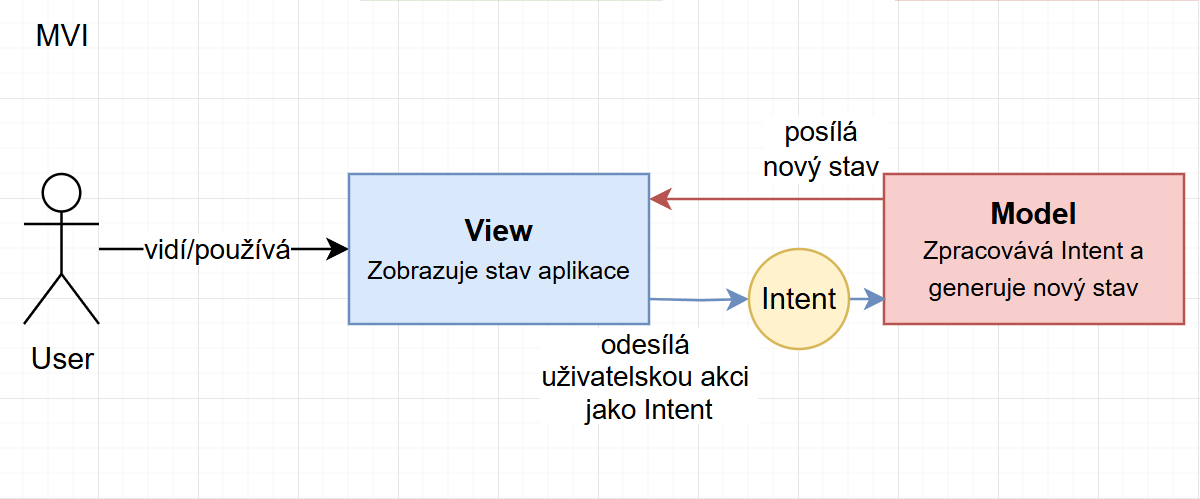 MVI
User
vidí/používá
View
Zobrazuje stav aplikace
posílá
nový stav
odesílá
uživatelskou akci
jako Intent
Intent
Model
Zpracovává Intent a
generuje nový stav